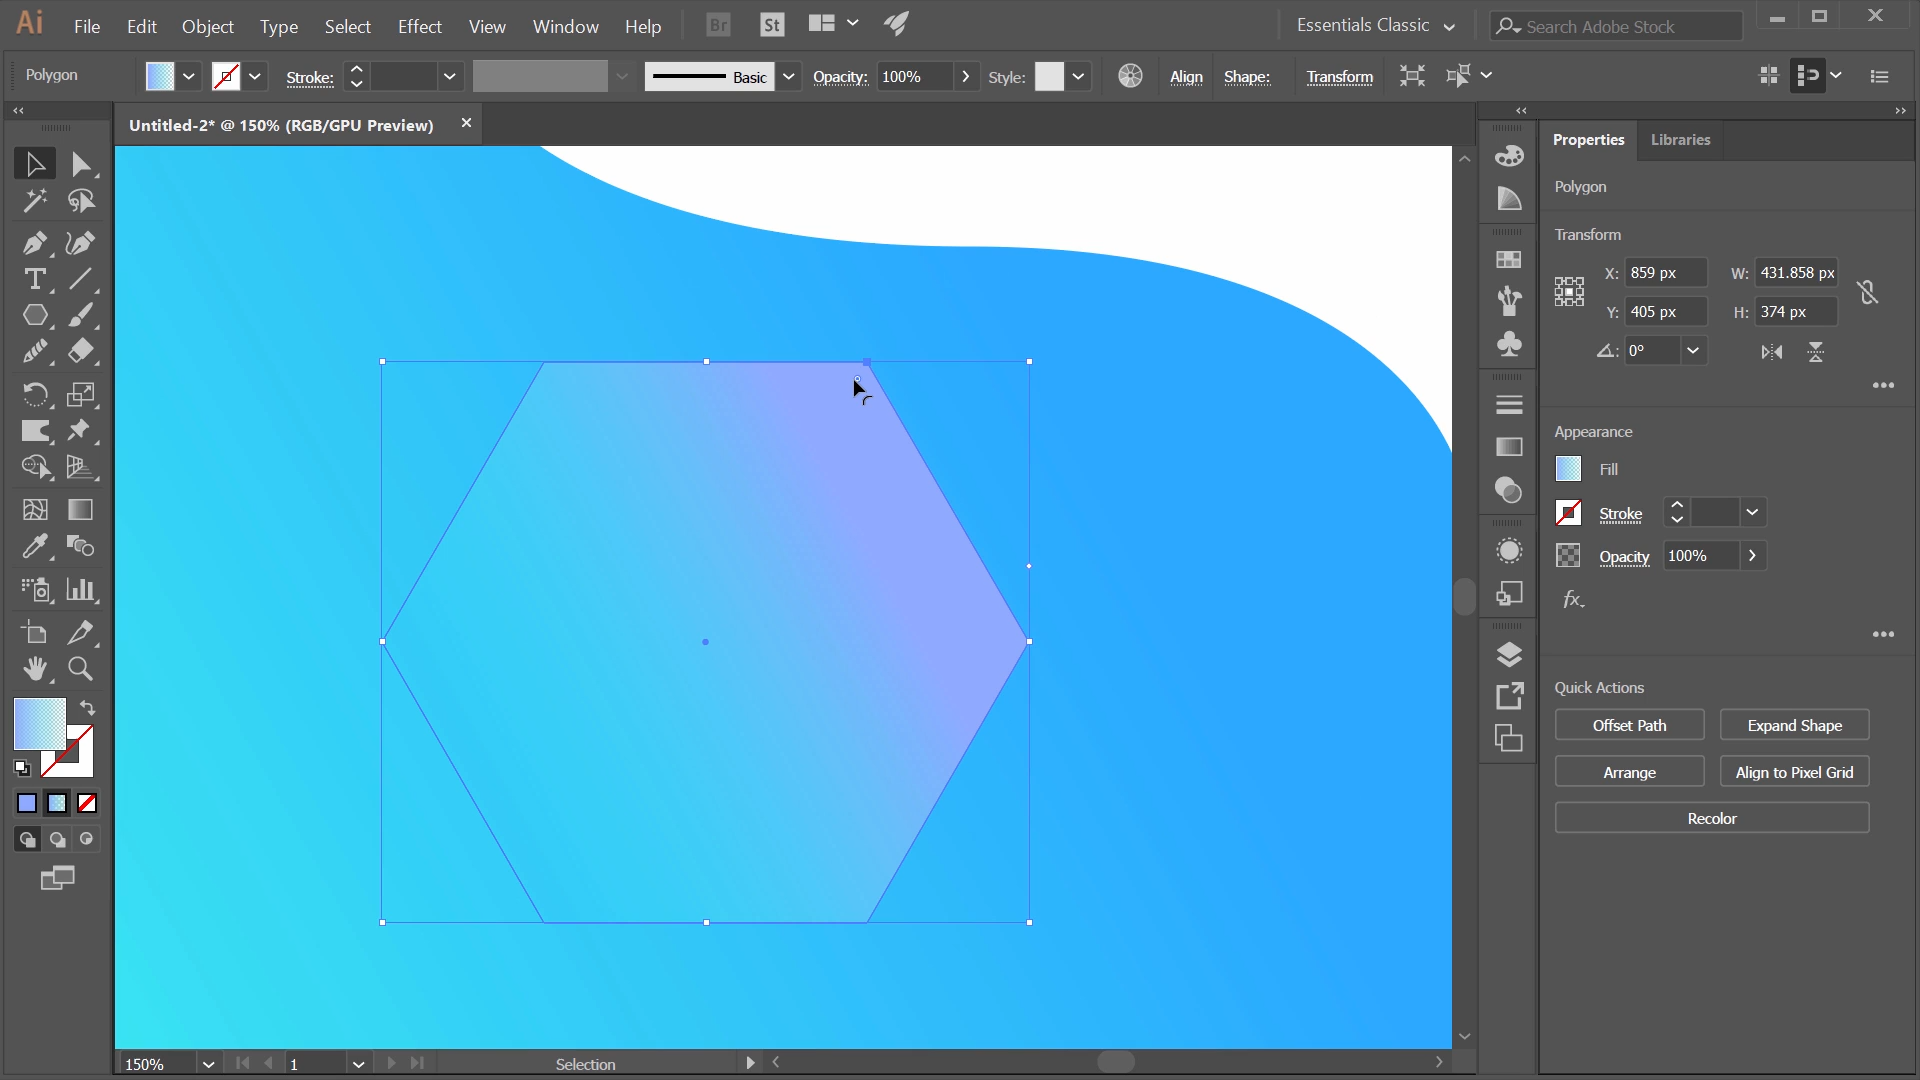 Ai File Edit Object Type Select Effect View Window Help Br St Essentials Classic Search Adobe Stock
Polygon Stroke: Basic Opacity: 100% Style: Align Shape: Transform
Untitled-2* @ 150% (RGB/GPU Preview)
Properties Libraries
Polygon
Transform
X: 859 px W: 431.858 px
Y: 405 px H: 374 px
0°
Appearance
Fill
Stroke
Opacity 100%
fx
Quick Actions
Offset Path Expand Shape
Arrange Align to Pixel Grid
Recolor
150% 1 Selection